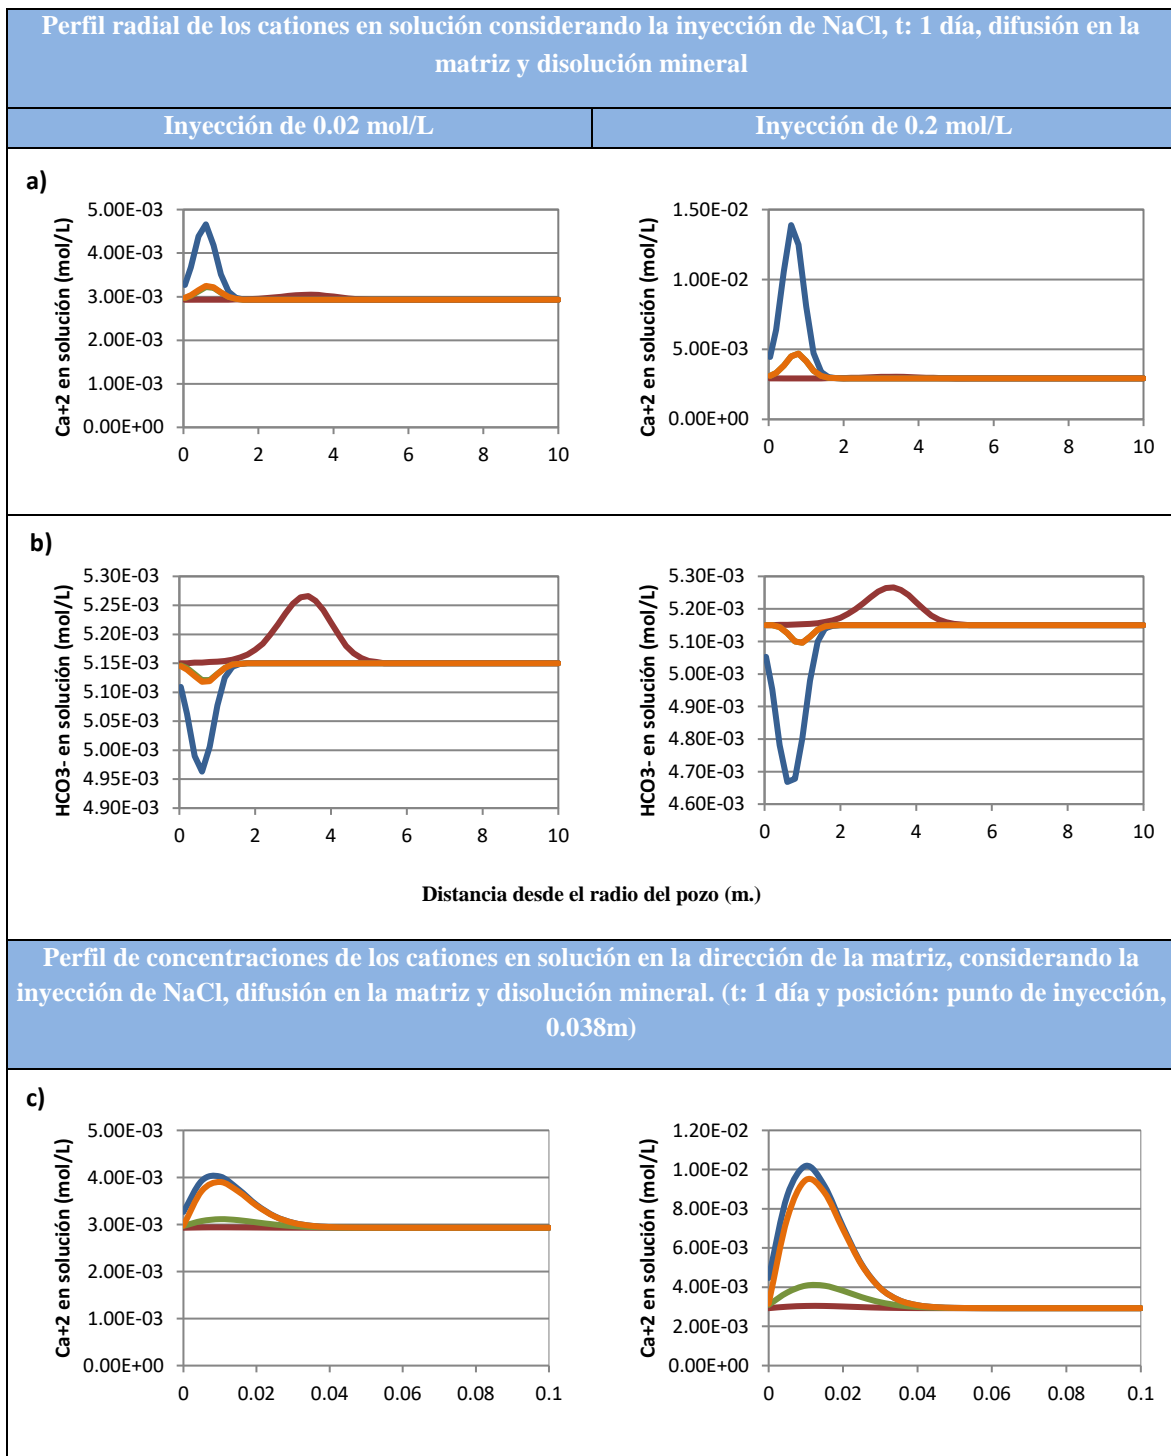 Perfil radial de los cationes en solución considerando la inyección de NaCl, t: 1 día, difusión en la
matriz y disolución mineral
Inyección de 0.02 mol/L
Inyección de 0.2 mol/L
a)
Ca+2 en solución (mol/L)
5.00E-03
4.00E-03
3.00E-03
2.00E-03
1.00E-03
0.00E+00
0 2 4 6 8 10
Ca+2 en solución (mol/L)
1.50E-02
1.00E-02
5.00E-03
0.00E+00
0 2 4 6 8 10
b)
HCO3- en solución (mol/L)
5.30E-03
5.25E-03
5.20E-03
5.15E-03
5.10E-03
5.05E-03
5.00E-03
4.95E-03
4.90E-03
0 2 4 6 8 10
HCO3- en solución (mol/L)
5.30E-03
5.20E-03
5.10E-03
5.00E-03
4.90E-03
4.80E-03
4.70E-03
4.60E-03
0 2 4 6 8 10
Distancia desde el radio del pozo (m.)
Perfil de concentraciones de los cationes en solución en la dirección de la matriz, considerando la
inyección de NaCl, difusión en la matriz y disolución mineral. (t: 1 día y posición: punto de inyección,
0.038m)
c)
Ca+2 en solución (mol/L)
5.00E-03
4.00E-03
3.00E-03
2.00E-03
1.00E-03
0.00E+00
0 0.02 0.04 0.06 0.08 0.1
Ca+2 en solución (mol/L)
1.20E-02
1.00E-02
8.00E-03
6.00E-03
4.00E-03
2.00E-03
0.00E+00
0 0.02 0.04 0.06 0.08 0.1